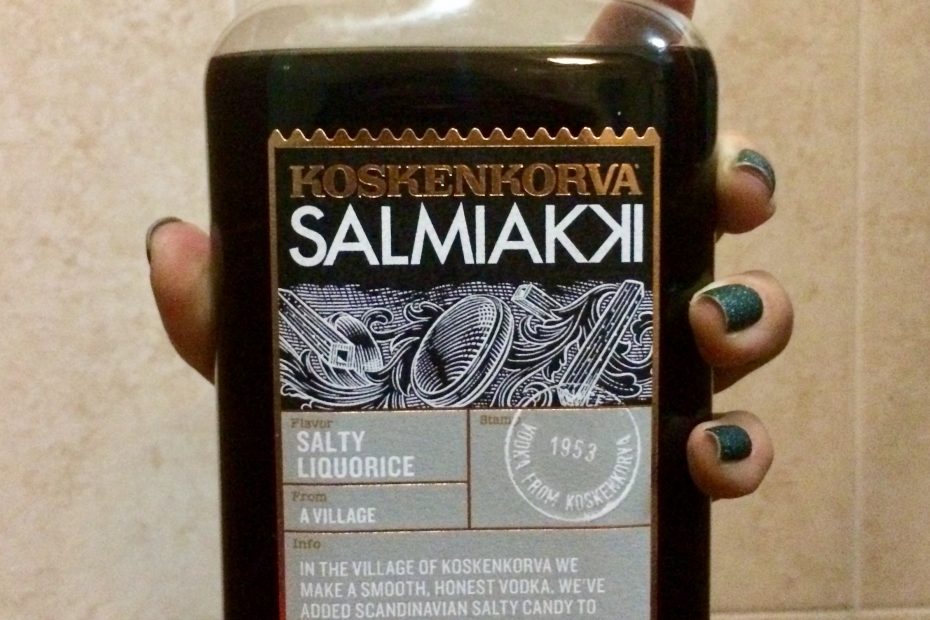 KOSKENKORVA
SALMIAKKI
Flavor
SALTY
LIQUORICE
Stamp
1953
VODKA FROM KOSKENKORVA
From
A VILLAGE
Info
IN THE VILLAGE OF KOSKENKORVA WE
MAKE A SMOOTH, HONEST VODKA. WE'VE
ADDED SCANDINAVIAN SALTY CANDY TO